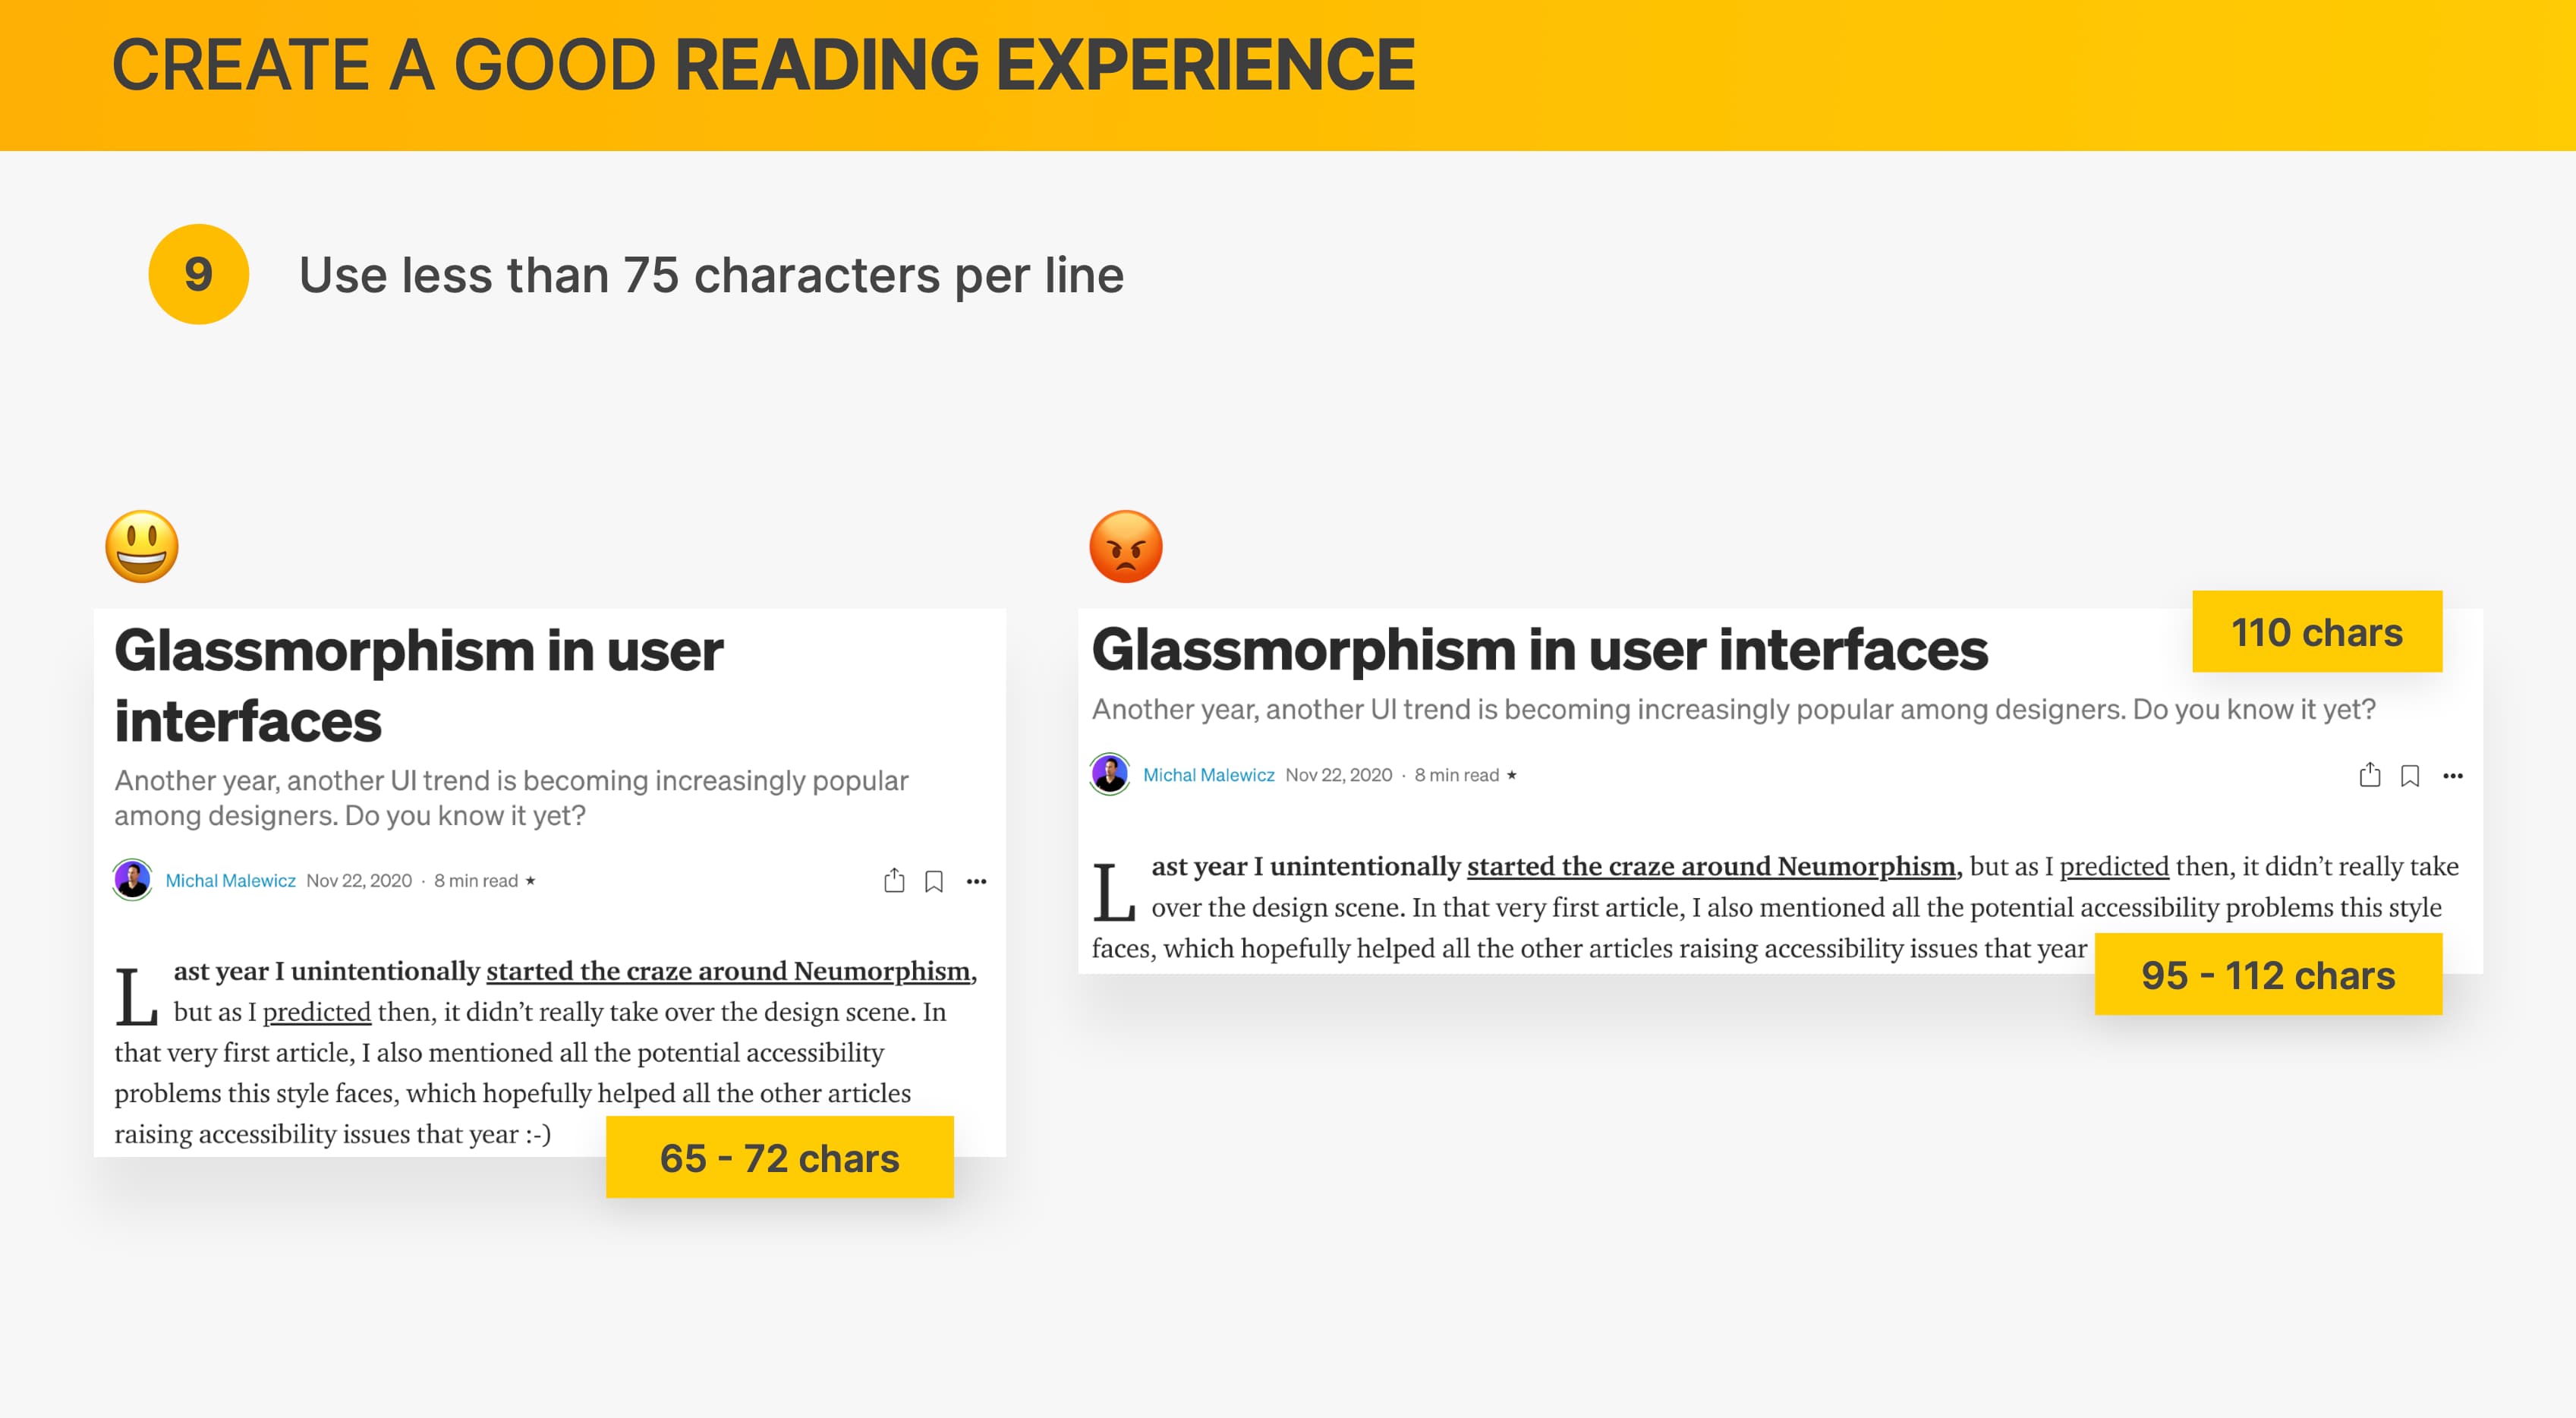 CREATE A GOOD READING EXPERIENCE
9
Use less than 75 characters per line
Glassmorphism in user
interfaces
Another year, another UI trend is becoming increasingly popular
among designers. Do you know it yet?
Michal Malewicz Nov 22, 2020 · 8 min read ★
Last year I unintentionally started the craze around Neumorphism,
but as I predicted then, it didn’t really take over the design scene. In
that very first article, I also mentioned all the potential accessibility
problems this style faces, which hopefully helped all the other articles
raising accessibility issues that year :-)
65 - 72 chars
110 chars
Glassmorphism in user interfaces
Another year, another UI trend is becoming increasingly popular among designers. Do you know it yet?
Michal Malewicz Nov 22, 2020 · 8 min read ★
Last year I unintentionally started the craze around Neumorphism, but as I predicted then, it didn’t really take
over the design scene. In that very first article, I also mentioned all the potential accessibility problems this style
faces, which hopefully helped all the other articles raising accessibility issues that year
95 - 112 chars